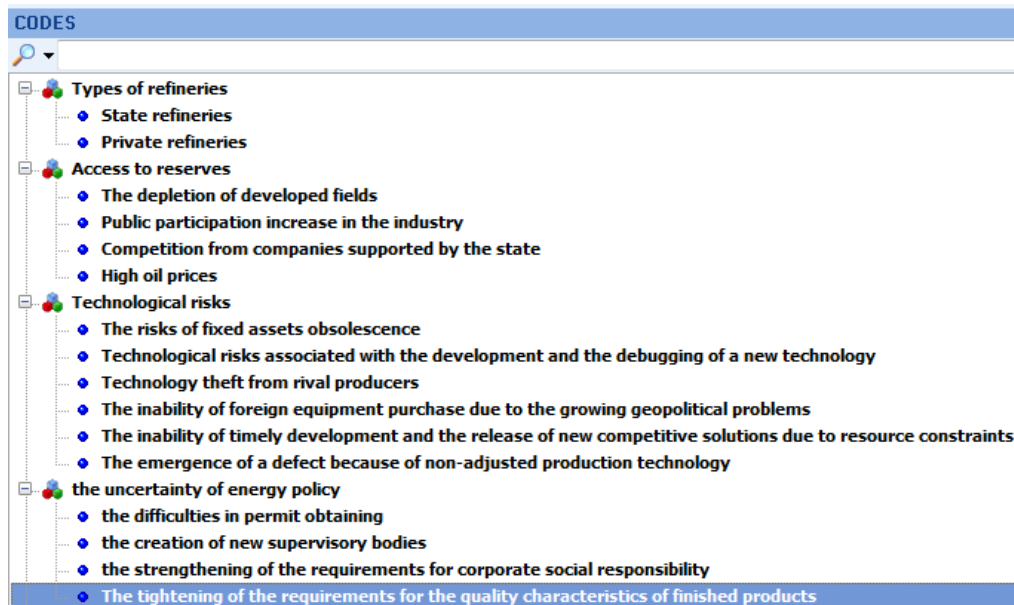 CODES
Types of refineries
State refineries
Private refineries
Access to reserves
The depletion of developed fields
Public participation increase in the industry
Competition from companies supported by the state
High oil prices
Technological risks
The risks of fixed assets obsolescence
Technological risks associated with the development and the debugging of a new technology
Technology theft from rival producers
The inability of foreign equipment purchase due to the growing geopolitical problems
The inability of timely development and the release of new competitive solutions due to resource constraints
The emergence of a defect because of non-adjusted production technology
the uncertainty of energy policy
the difficulties in permit obtaining
the creation of new supervisory bodies
the strengthening of the requirements for corporate social responsibility
The tightening of the requirements for the quality characteristics of finished products